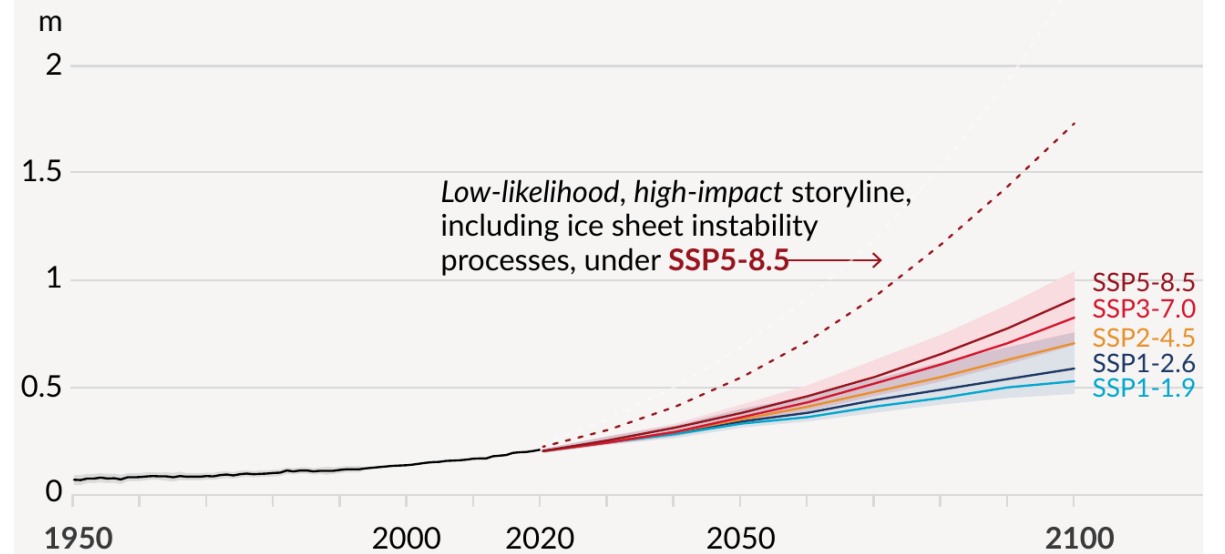 m
2
1.5
Low-likelihood, high-impact storyline,
including ice sheet instability
processes, under SSP5-8.5
1
SSP5-8.5
SSP3-7.0
SSP2-4.5
SSP1-2.6
SSP1-1.9
0.5
0
1950 2000 2020 2050 2100